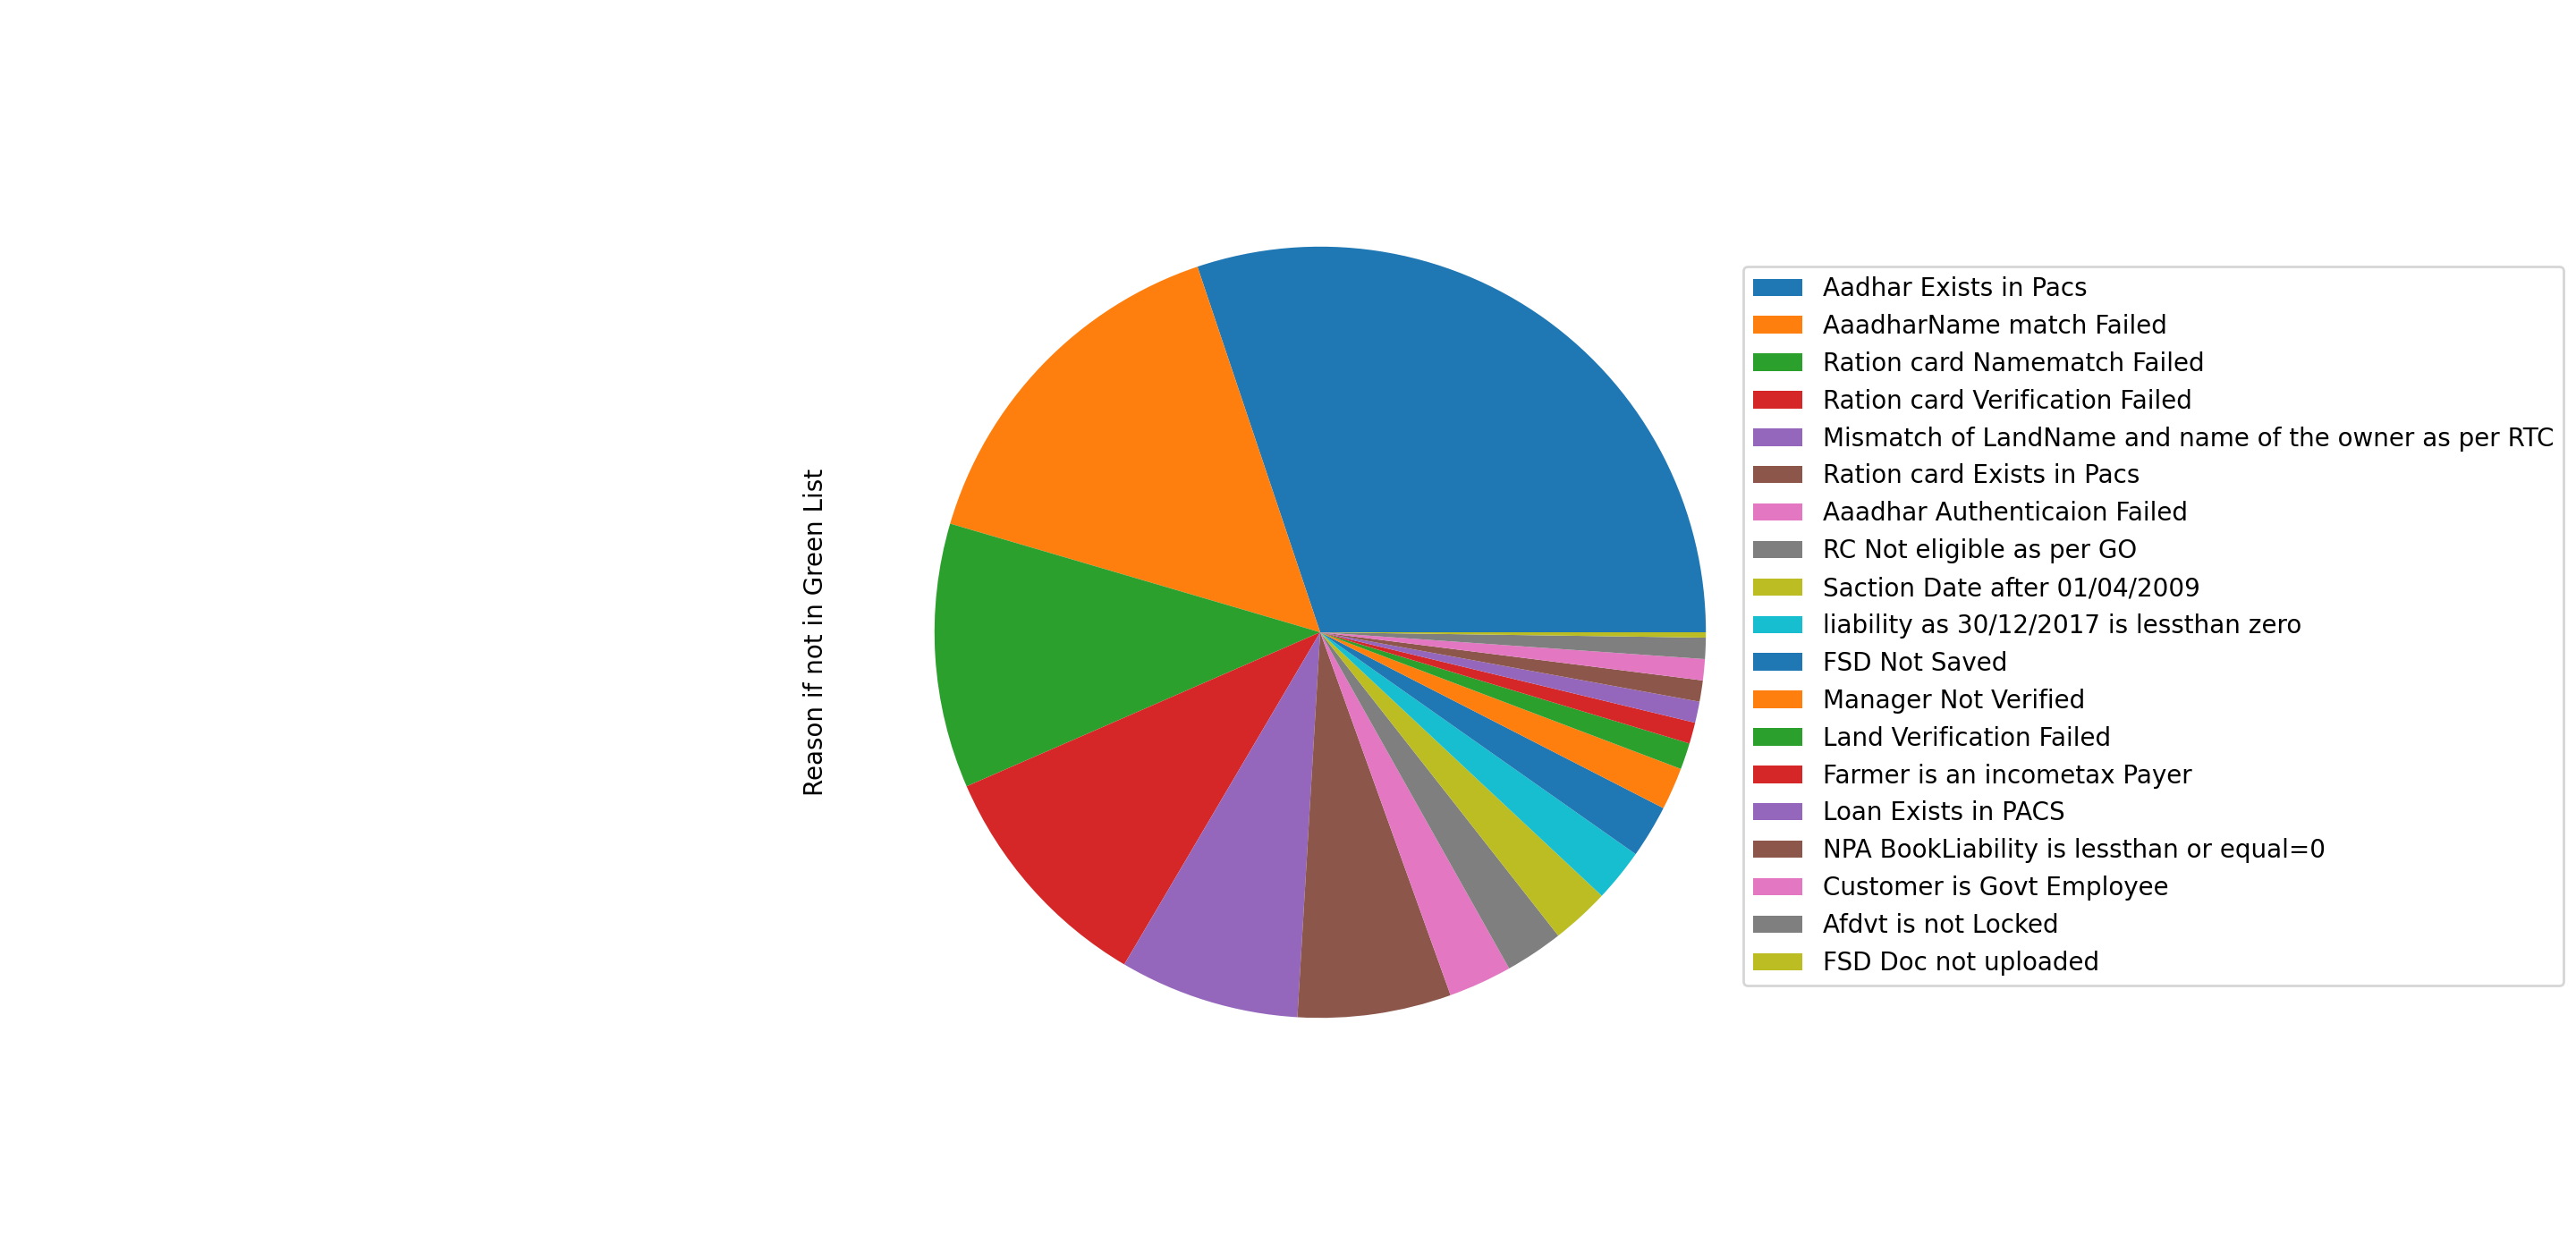 Reason if not in Green List
Aadhar Exists in Pacs
AaadharName match Failed
Ration card Namematch Failed
Ration card Verification Failed
Mismatch of LandName and name of the owner as per RTC
Ration card Exists in Pacs
Aaadhar Authenticaion Failed
RC Not eligible as per GO
Saction Date after 01/04/2009
liability as 30/12/2017 is lessthan zero
FSD Not Saved
Manager Not Verified
Land Verification Failed
Farmer is an incometax Payer
Loan Exists in PACS
NPA BookLiability is lessthan or equal=0
Customer is Govt Employee
Afdvt is not Locked
FSD Doc not uploaded